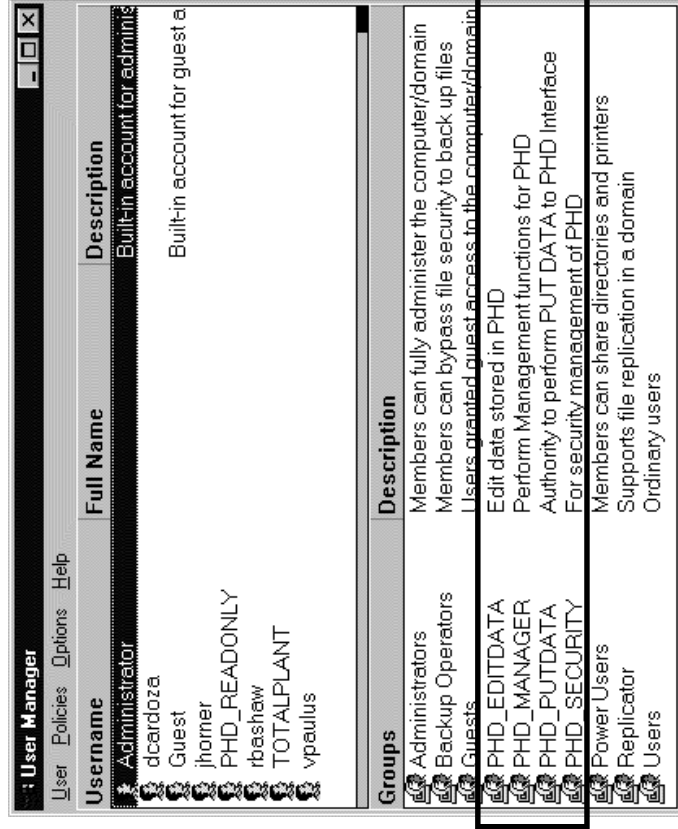 User Manager
User Policies Options Help
Username Full Name Description
Administrator Built-in account for adminis
dcardoza
Guest Built-in account for guest a
jhorner
PHD_READONLY
rbashaw
TOTALPLANT
vpaulus
Groups Description
Administrators Members can fully administer the computer/domain
Backup Operators Members can bypass file security to back up files
Guests Users granted guest access to the computer/domain
PHD_EDITDATA Edit data stored in PHD
PHD_MANAGER Perform Management functions for PHD
PHD_PUTDATA Authority to perform PUT DATA to PHD Interface
PHD_SECURITY For security management of PHD
Power Users Members can share directories and printers
Replicator Supports file replication in a domain
Users Ordinary users